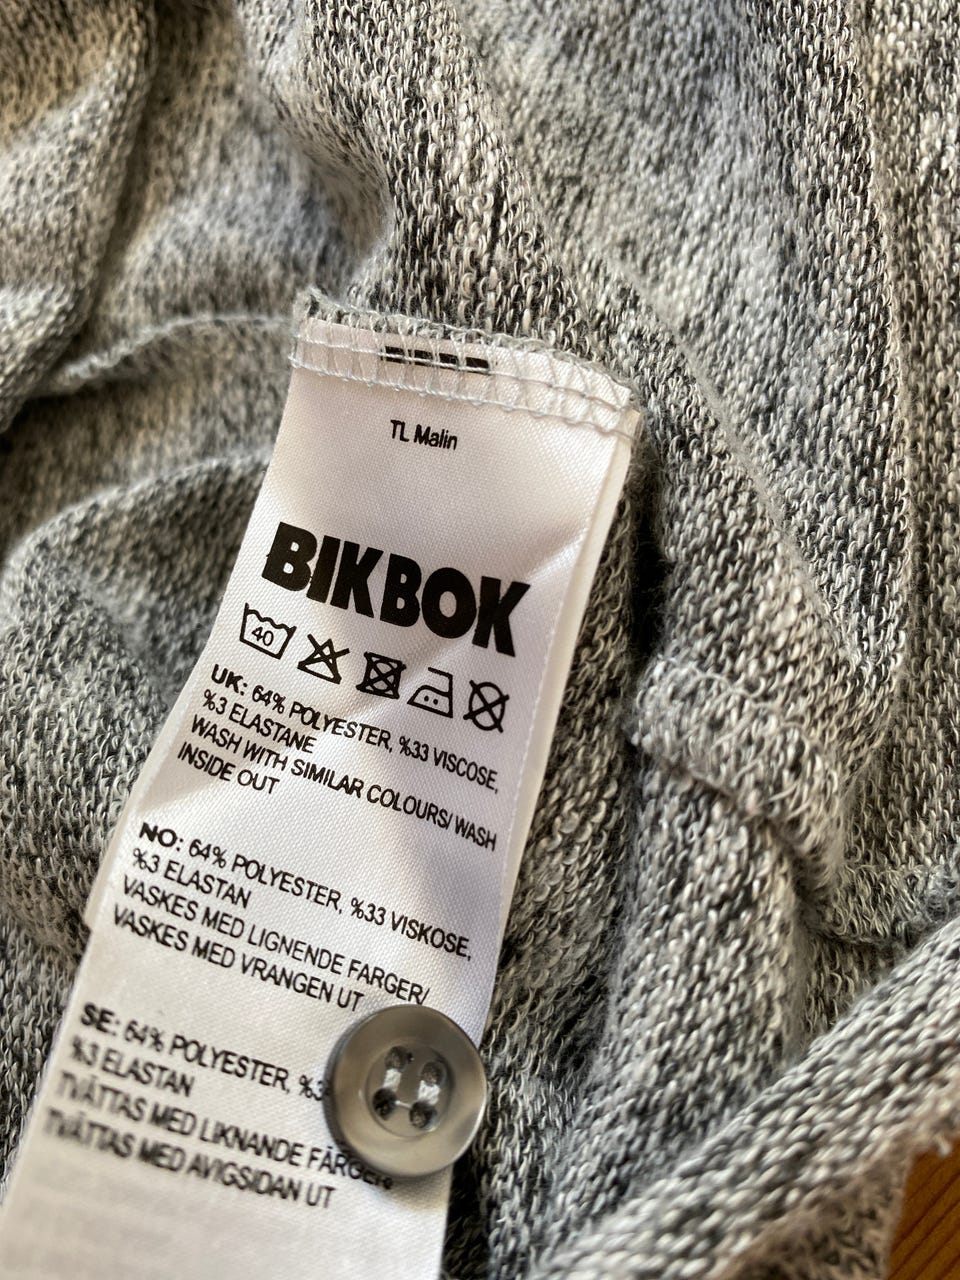 TL Malin
BIKBOK
40
UK: 64% POLYESTER, %33 VISCOSE,
%3 ELASTANE
WASH WITH SIMILAR COLOURS/ WASH
INSIDE OUT
NO: 64% POLYESTER, %33 VISKOSE,
%3 ELASTAN
VASKES MED LIGNENDE FARGER/
VASKES MED VRANGEN UT
SE: 64% POLYESTER, %3
%3 ELASTAN
TVÄTTAS MED LIKNANDE FÄRGER/
TVÄTTAS MED AVIGSIDAN UT